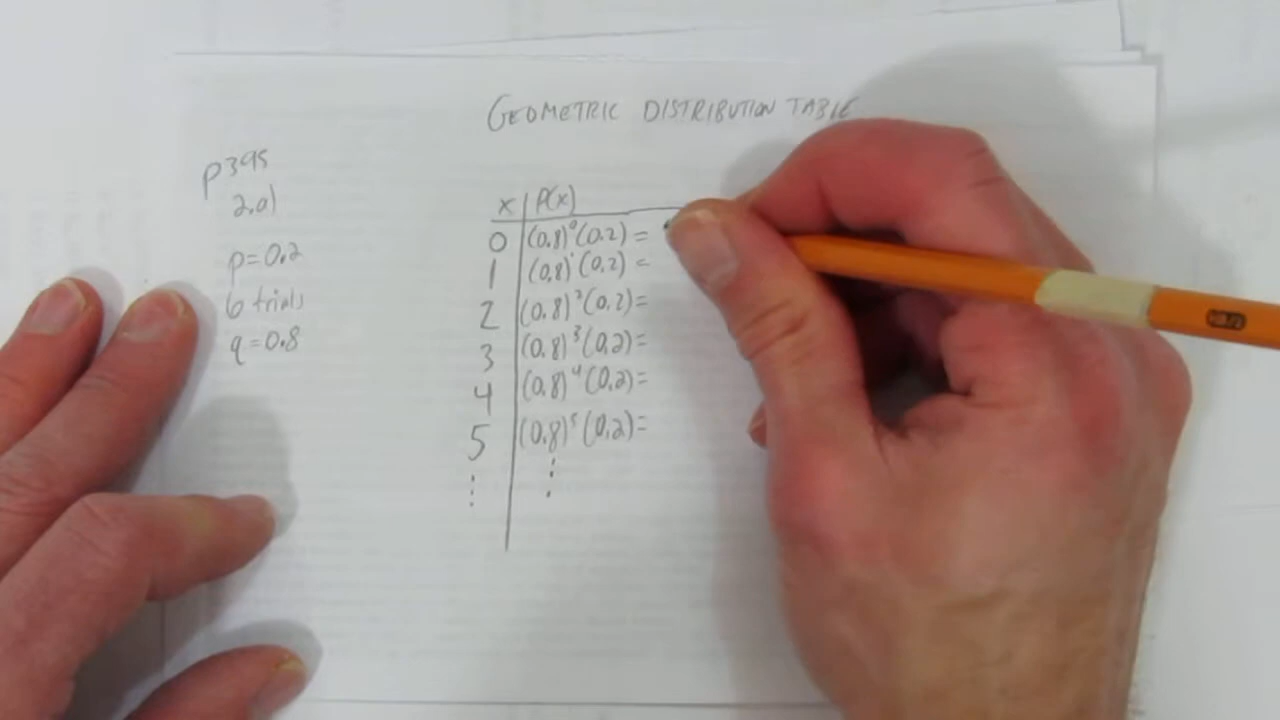 GEOMETRIC DISTRIBUTION TABLE
p395
2.a)
p=0.2
6 trials
q=0.8
x P(x)
0 (0.8)⁰(0.2) =
1 (0.8)¹(0.2) =
2 (0.8)²(0.2)=
3 (0.8)³(0.2)=
4 (0.8)⁴(0.2)=
5 (0.8)⁵(0.2)=
⋮ ⋮